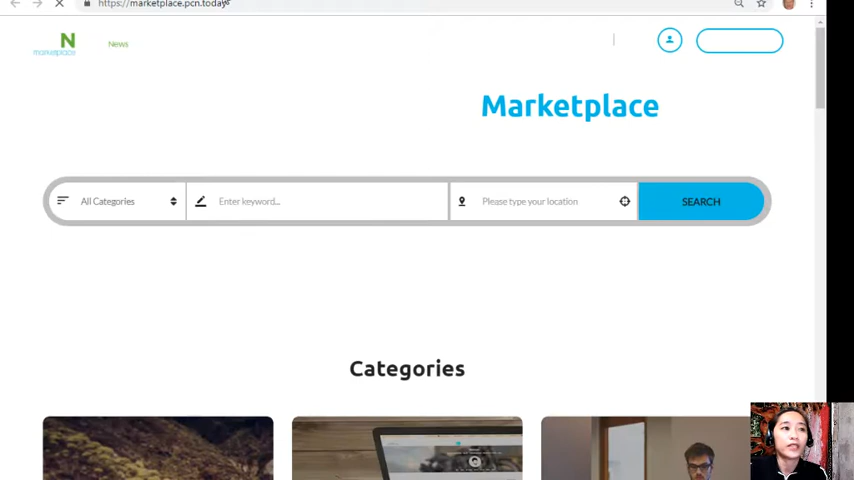 https://marketplace.pcn.today
N
marketplace
News
Marketplace
All Categories
Enter keyword...
Please type your location
SEARCH
Categories